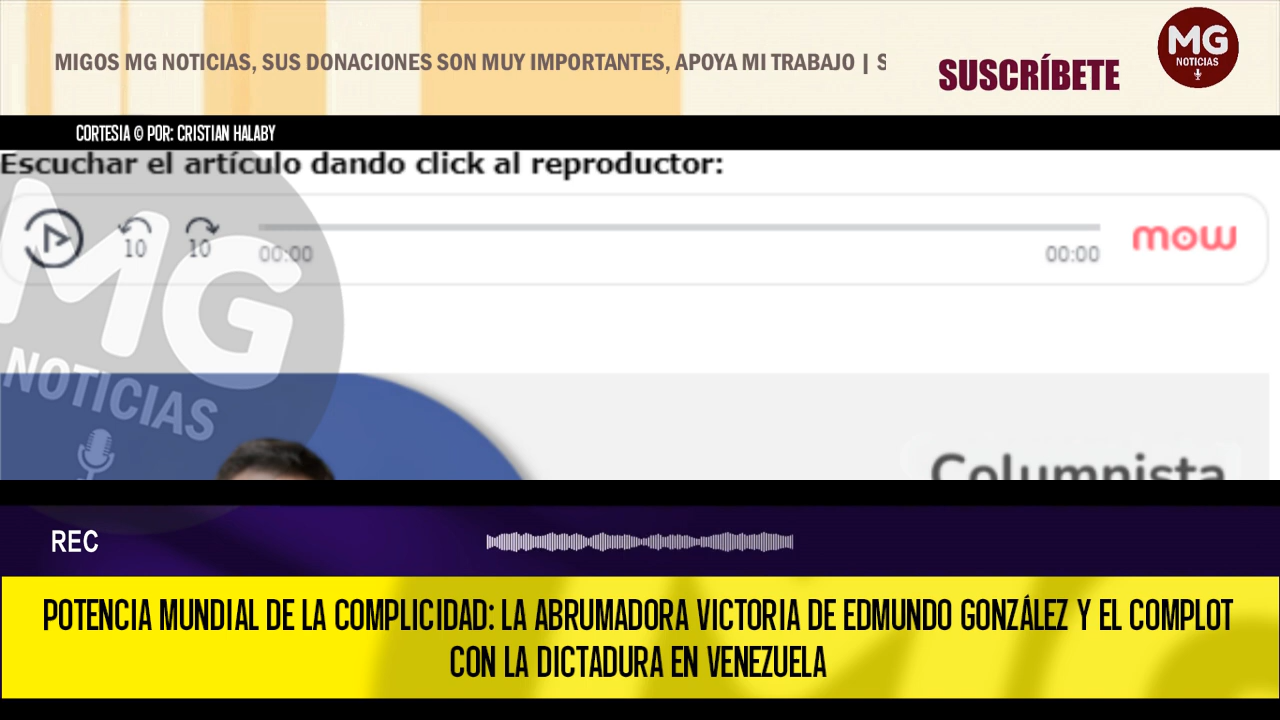 MIGOS MG NOTICIAS, SUS DONACIONES SON MUY IMPORTANTES, APOYA MI TRABAJO | S
SUSCRÍBETE
MG
NOTICIAS
CORTESIA © POR: CRISTIAN HALABY
Escuchar el artículo dando click al reproductor:
10
10
00:00
00:00
mow
MG
NOTICIAS
Columnista
REC
POTENCIA MUNDIAL DE LA COMPLICIDAD: LA ABRUMADORA VICTORIA DE EDMUNDO GONZÁLEZ Y EL COMPLOT
CON LA DICTADURA EN VENEZUELA